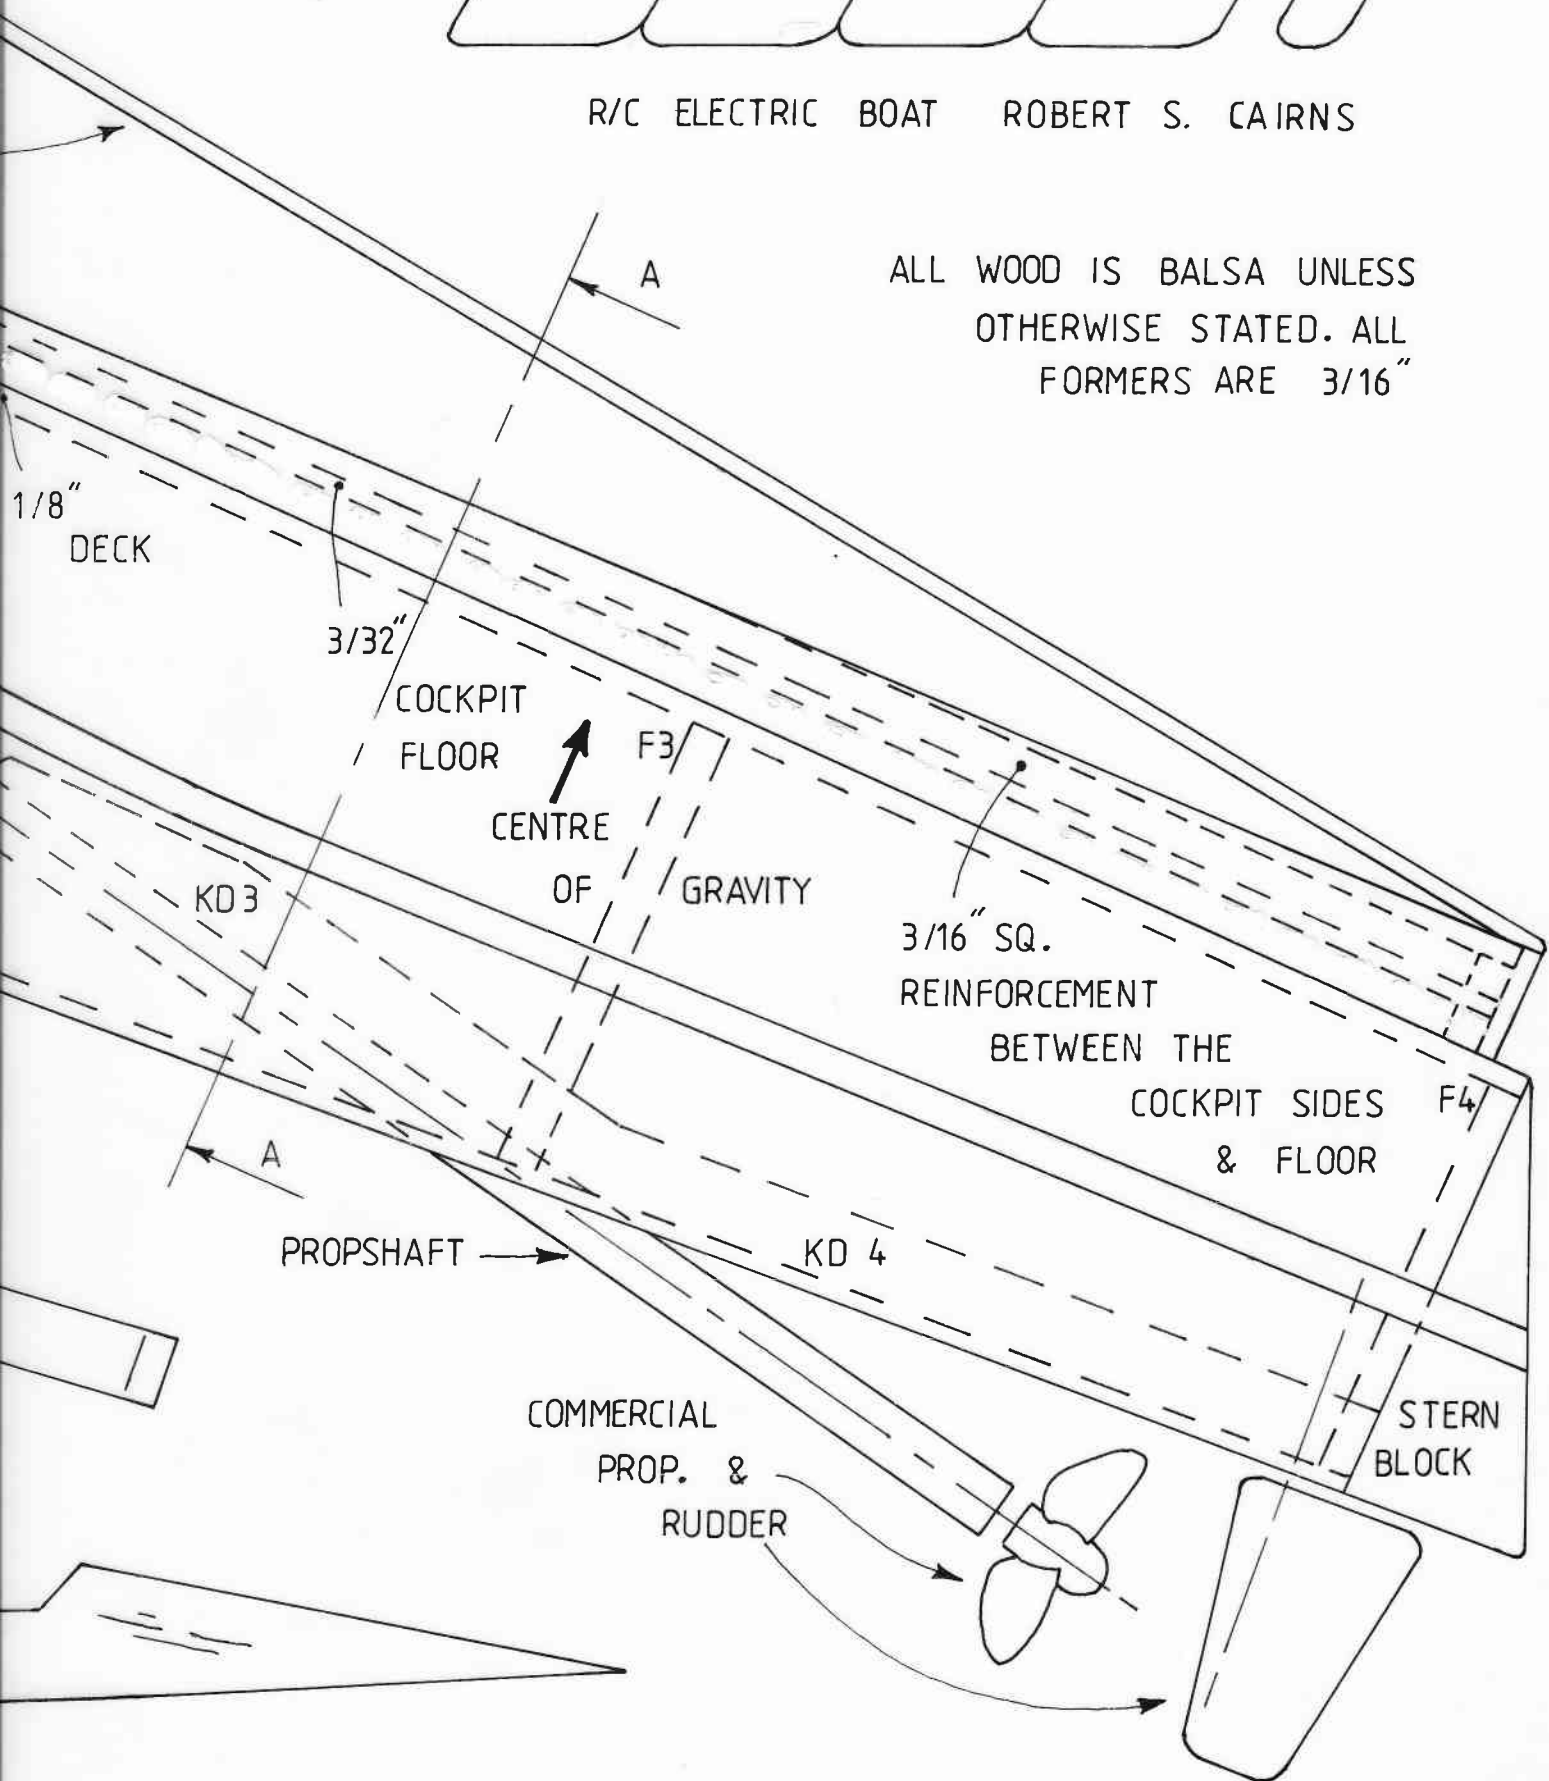 R/C ELECTRIC BOAT ROBERT S. CAIRNS
A
ALL WOOD IS BALSA UNLESS
OTHERWISE STATED. ALL
FORMERS ARE 3/16"
1/8"
DECK
3/32"
COCKPIT
FLOOR
F3
CENTRE
OF GRAVITY
KD3
3/16" SQ.
REINFORCEMENT
BETWEEN THE
COCKPIT SIDES
& FLOOR
F4
A
PROPSHAFT
KD 4
COMMERCIAL
PROP. &
RUDDER
STERN
BLOCK